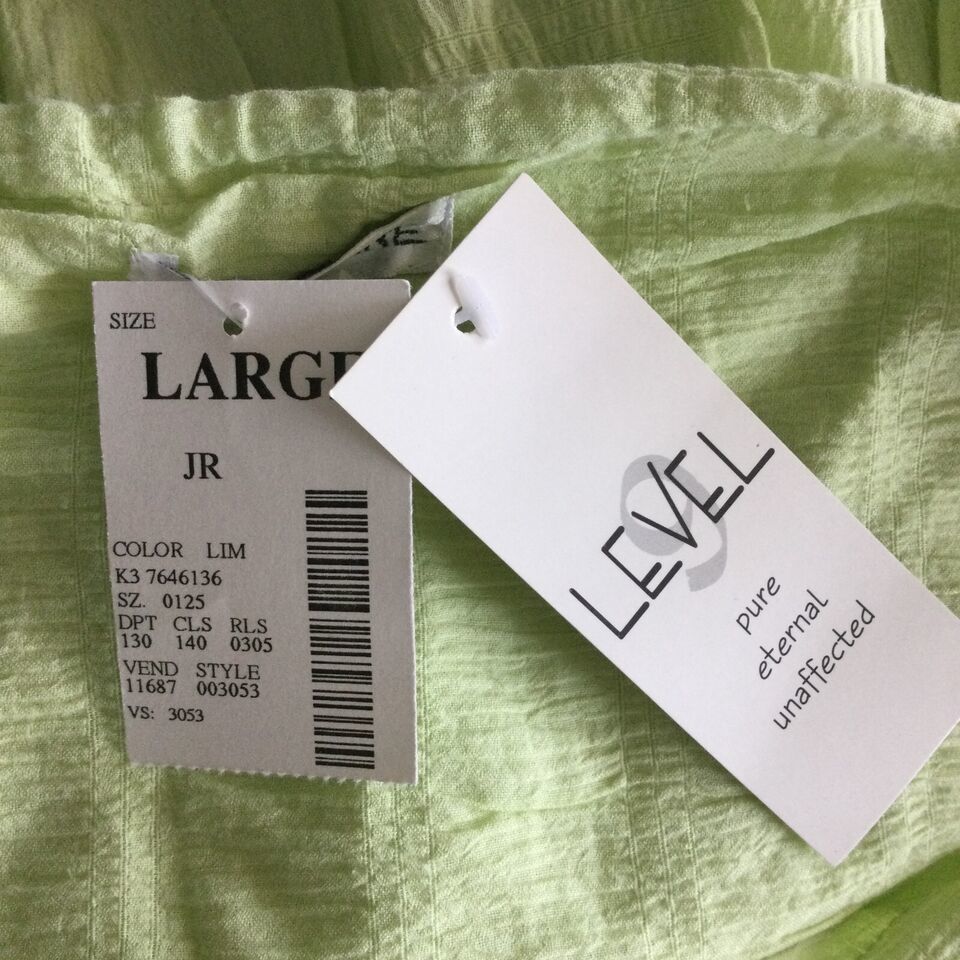 SIZE
LARGE
JR
COLOR LIM
K3 7646136
SZ. 0125
DPT CLS RLS
130 140 0305
VEND STYLE
11687 003053
VS: 3053
LEVEL
9
pure
eternal
unaffected